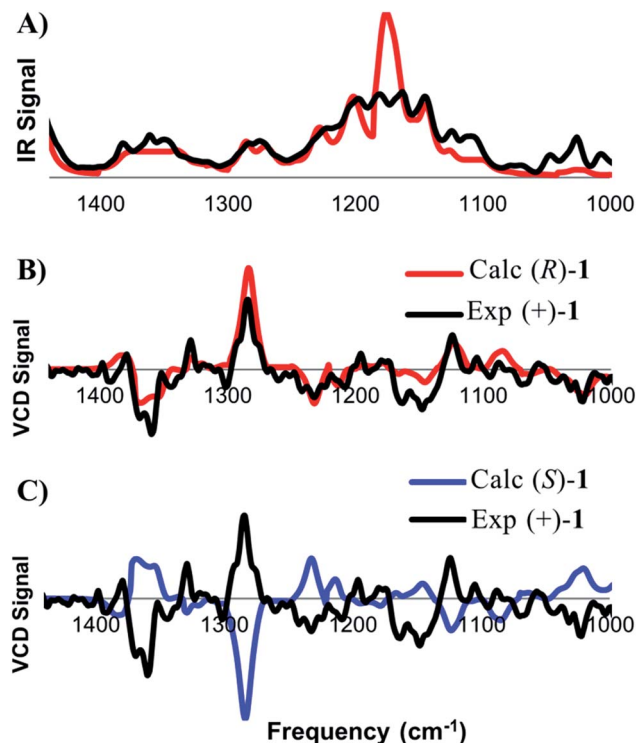 A)
IR Signal
1400 1300 1200 1100 1000
B)
Calc (R)-1
Exp (+)-1
VCD Signal
1400 1300 1200 1100 1000
C)
Calc (S)-1
Exp (+)-1
VCD Signal
1400 1300 1200 1100 1000
Frequency (cm-1)